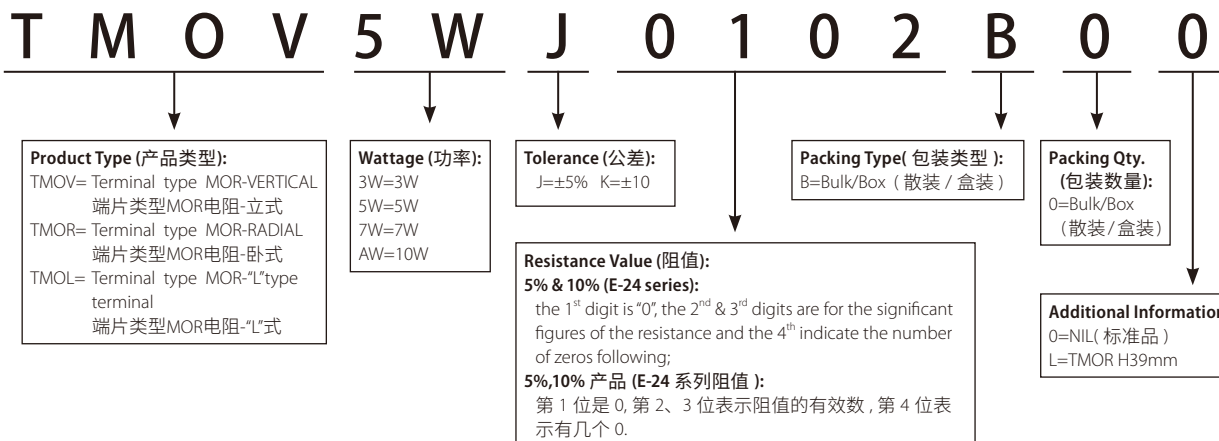 T M O V 5 W J 0 1 0 2 B 0 0
Product Type (产品类型):
TMOV= Terminal type MOR-VERTICAL
端片类型MOR电阻-立式
TMOR= Terminal type MOR-RADIAL
端片类型MOR电阻-卧式
TMOL= Terminal type MOR-“L”type
terminal
端片类型MOR电阻-“L”式
Wattage (功率):
3W=3W
5W=5W
7W=7W
AW=10W
Tolerance (公差):
J=±5% K=±10
Resistance Value (阻值):
5% & 10% (E-24 series):
the 1st digit is “0”, the 2nd & 3rd digits are for the significant
figures of the resistance and the 4th indicate the number
of zeros following;
5%,10% 产品 (E-24 系列阻值 ):
第 1 位是 0, 第 2、3 位表示阻值的有效数 , 第 4 位表
示有几个 0.
Packing Type( 包装类型 ):
B=Bulk/Box ( 散装 / 盒装 )
Packing Qty.
(包装数量):
0=Bulk/Box
(散装/盒装)
Additional Information
0=NIL( 标准品 )
L=TMOR H39mm